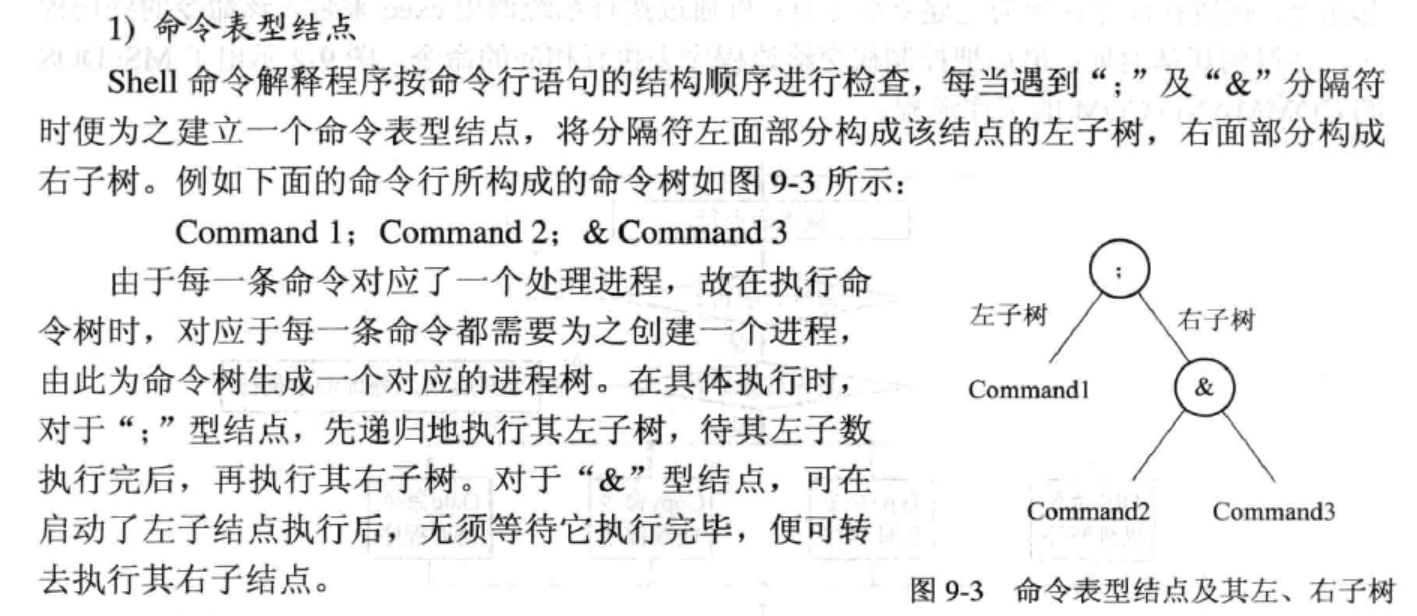 1) 命令表型结点
Shell 命令解释程序按命令行语句的结构顺序进行检查，每当遇到“；”及“&”分隔符
时便为之建立一个命令表型结点，将分隔符左面部分构成该结点的左子树，右面部分构成
右子树。例如下面的命令行所构成的命令树如图 9-3 所示：
Command 1；Command 2；& Command 3
由于每一条命令对应了一个处理进程，故在执行命
令树时，对应于每一条命令都需要为之创建一个进程，
由此为命令树生成一个对应的进程树。在具体执行时，
对于“；”型结点，先递归地执行其左子树，待其左子数
执行完后，再执行其右子树。对于“&”型结点，可在
启动了左子结点执行后，无须等待它执行完毕，便可转
去执行其右子结点。
；
左子树
右子树
Command1
&
Command2
Command3
图 9-3 命令表型结点及其左、右子树